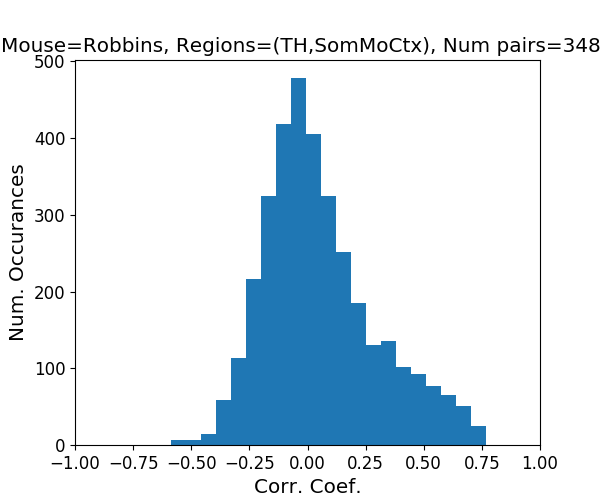 Mouse=Robbins, Regions=(TH,SomMoCtx), Num pairs=348
500
400
300
200
100
0
Num. Occurances
−1.00 −0.75 −0.50 −0.25 0.00 0.25 0.50 0.75 1.00
Corr. Coef.